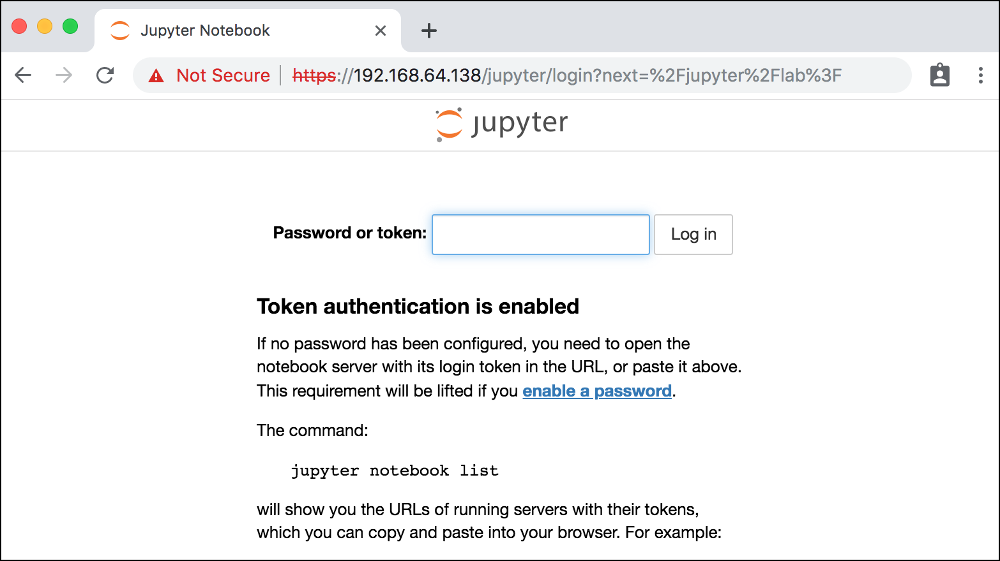 Jupyter Notebook
Not Secure https://192.168.64.138/jupyter/login?next=%2Fjupyter%2Flab%3F
jupyter
Password or token: Log in
Token authentication is enabled
If no password has been configured, you need to open the
notebook server with its login token in the URL, or paste it above.
This requirement will be lifted if you enable a password.
The command:
jupyter notebook list
will show you the URLs of running servers with their tokens,
which you can copy and paste into your browser. For example: